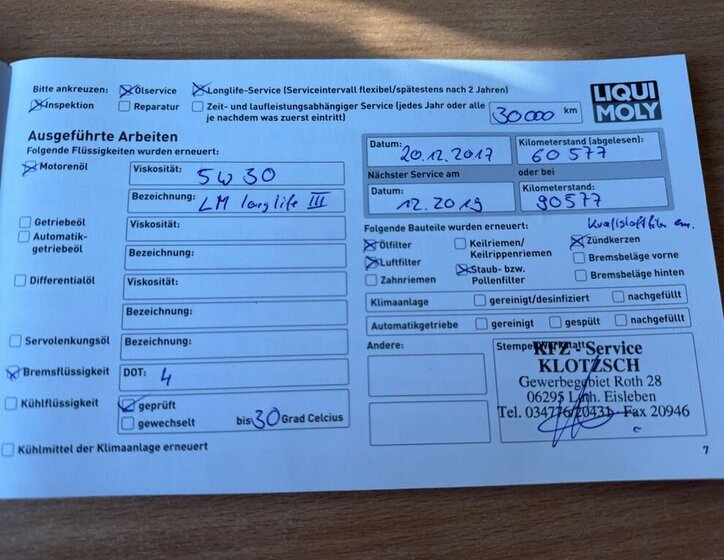 Bitte ankreuzen: Ölservice Longlife-Service (Serviceintervall flexibel/spätestens nach 2 Jahren)
Inspektion Reparatur Zeit- und laufleistungsabhängiger Service (jedes Jahr oder alle 30000 km
je nachdem was zuerst eintritt)
LIQUI
MOLY
Ausgeführte Arbeiten
Folgende Flüssigkeiten wurden erneuert:
Motorenöl Viskosität: 5W30
Bezeichnung: LM longlife III
Getriebeöl Viskosität:
Automatik-
getriebeöl
Bezeichnung:
Differentialöl Viskosität:
Bezeichnung:
Servolenkungsöl Bezeichnung:
Bremsflüssigkeit DOT: 4
Kühlflüssigkeit geprüft
gewechselt bis 30 Grad Celcius
Kühlmittel der Klimaanlage erneuert
Datum: 20.12.2017 Kilometerstand (abgelesen): 60577
Nächster Service am oder bei
Datum: 12.2019 Kilometerstand: 90577
Kraftstofffilter ern.
Folgende Bauteile wurden erneuert:
Ölfilter Keilriemen/ Zündkerzen
Keilrippenriemen
Luftfilter Bremsbeläge vorne
Zahnriemen Staub- bzw. Bremsbeläge hinten
Pollenfilter
Klimaanlage gereinigt/desinfiziert nachgefüllt
Automatikgetriebe gereinigt gespült nachgefüllt
Andere: Stempel Werkstatt:
KFZ - Service
KLOTZSCH
Gewerbegebiet Roth 28
06295 Luth. Eisleben
Tel. 034776/20431 Fax 20946
7